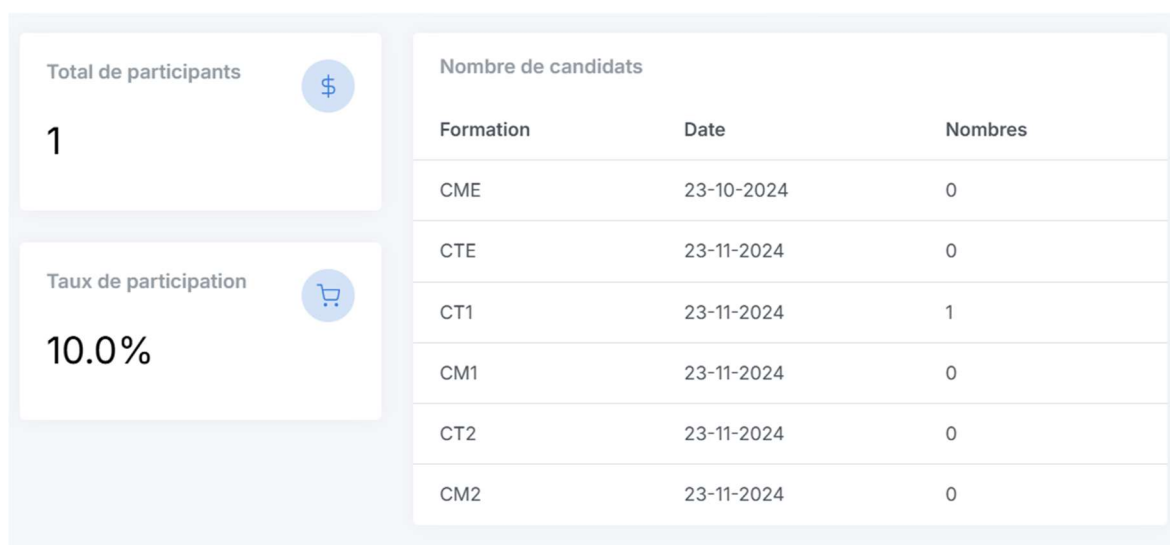 Total de participants
$
1
Taux de participation
10.0%
Nombre de candidats
Formation Date Nombres
CME 23-10-2024 0
CTE 23-11-2024 0
CT1 23-11-2024 1
CM1 23-11-2024 0
CT2 23-11-2024 0
CM2 23-11-2024 0